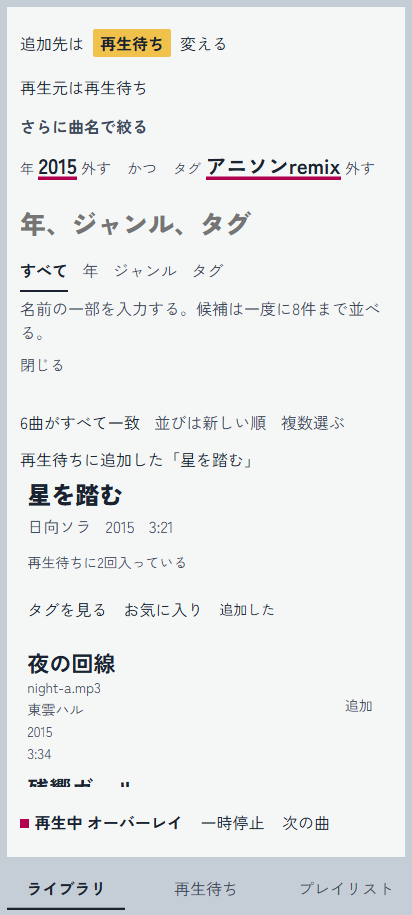 追加先は 再生待ち 変える
再生元は再生待ち
さらに曲名で絞る
年 2015 外す かつ タグ アニソンremix 外す
年、ジャンル、タグ
すべて 年 ジャンル タグ
名前の一部を入力する。候補は一度に8件まで並べ
る。
閉じる
6曲がすべて一致 並びは新しい順 複数選ぶ
再生待ちに追加した「星を踏む」
星を踏む
日向ソラ 2015 3:21
再生待ちに2回入っている
タグを見る お気に入り 追加した
夜の回線
night-a.mp3
東雲ハル
追加
2015
3:34
再生中 オーバーレイ 一時停止 次の曲
ライブラリ 再生待ち プレイリスト